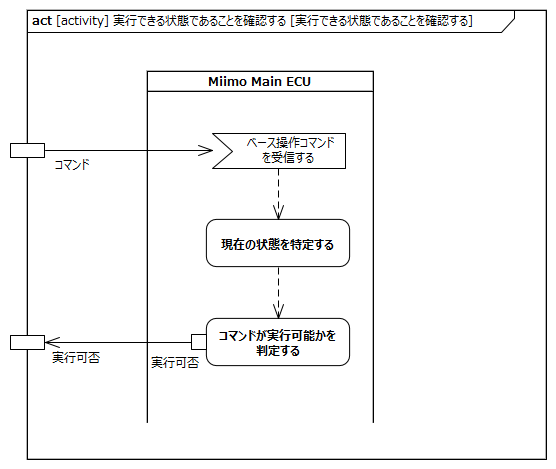 act [activity] 実行できる状態であることを確認する [実行できる状態であることを確認する]
Miimo Main ECU
ベース操作コマンド
を受信する
コマンド
現在の状態を特定する
コマンドが実行可能かを
判定する
実行可否
実行可否